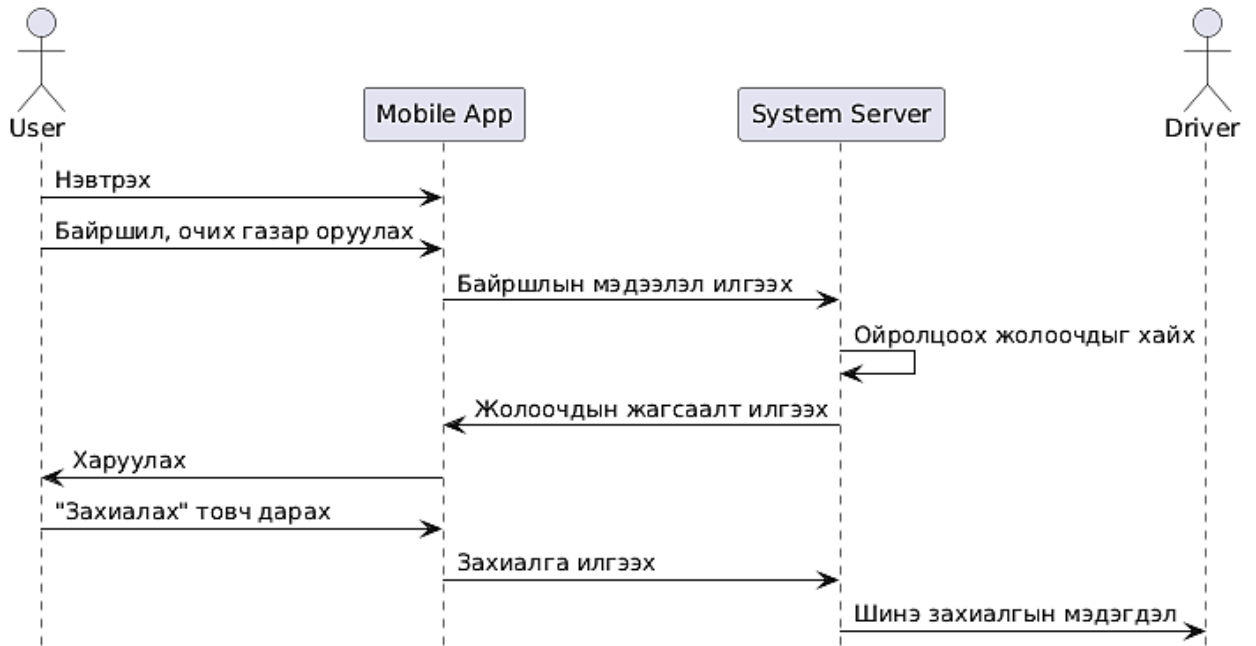 User
Mobile App
System Server
Driver
Нэвтрэх
Байршил, очих газар оруулах
Байршлын мэдээлэл илгээх
Ойролцоох жолоочдыг хайх
Жолоочдын жагсаалт илгээх
Харуулах
"Захиалах" товч дарах
Захиалга илгээх
Шинэ захиалгын мэдэгдэл